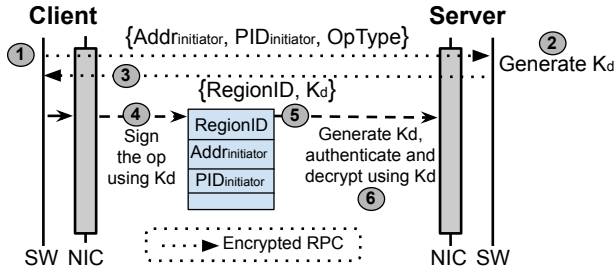 Client
Server
{Addrinitiator, PIDinitiator, OpType}
1
2
3
Generate Kd
{RegionID, Kd}
4
5
Sign
the op
using Kd
RegionID
Addrinitiator
PIDinitiator
Generate Kd,
authenticate and
decrypt using Kd
6
Encrypted RPC
SW NIC
NIC SW